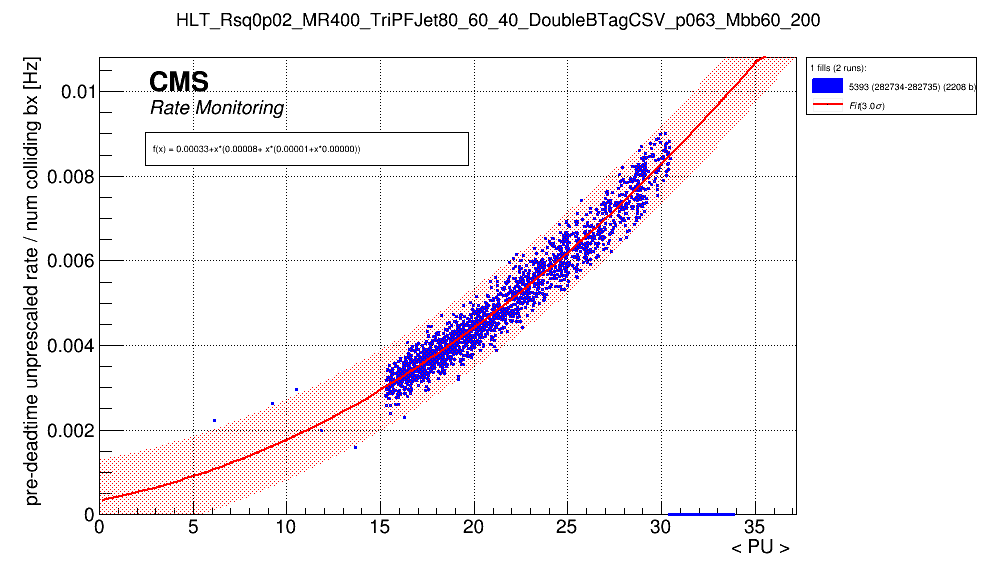 HLT_Rsq0p02_MR400_TriPFJet80_60_40_DoubleBTagCSV_p063_Mbb60_200
pre-deadtime unprescaled rate / num colliding bx [Hz]
CMS
Rate Monitoring
f(x) = 0.00033+x*(0.00008+ x*(0.00001+x*0.00000))
1 fills (2 runs):
5393 (282734-282735) (2208 b)
Fit(3.0σ)
0.01
0.008
0.006
0.004
0.002
0
0 5 10 15 20 25 30 35
< PU >